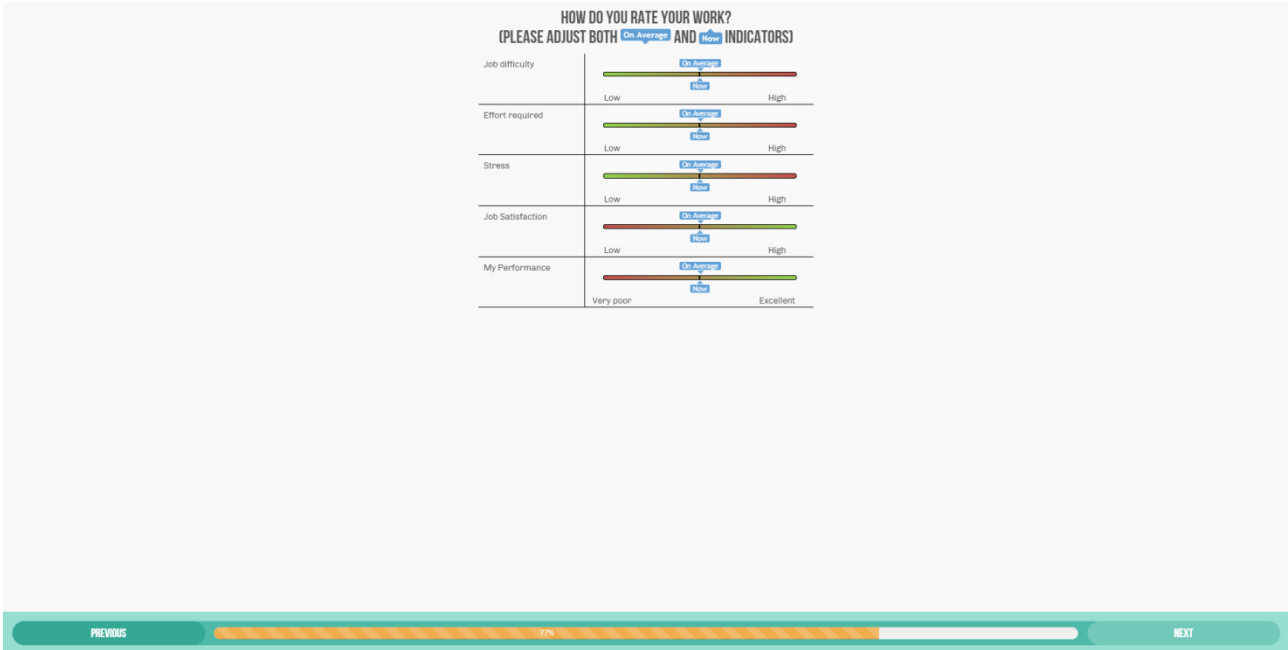 HOW DO YOU RATE YOUR WORK?
(PLEASE ADJUST BOTH On Average AND Now INDICATORS)
Job difficulty
On Average
Now
Low High
Effort required
On Average
Now
Low High
Stress
On Average
Now
Low High
Job Satisfaction
On Average
Now
Low High
My Performance
On Average
Now
Very poor Excellent
PREVIOUS 77% NEXT